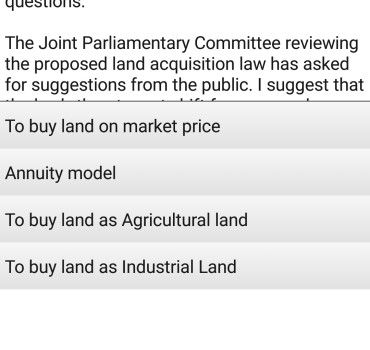 questions.
The Joint Parliamentary Committee reviewing
the proposed land acquisition law has asked
for suggestions from the public. I suggest that
To buy land on market price
Annuity model
To buy land as Agricultural land
To buy land as Industrial Land